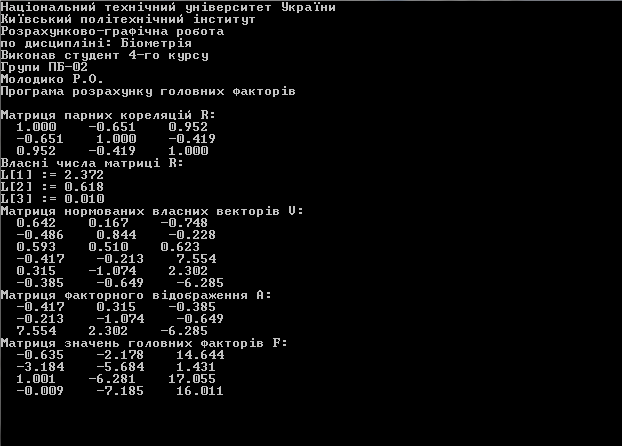 Національний технічний університет України
Київський політехнічний інститут
Розрахунково-графічна робота
по дисципліні: Біометрія
Виконав студент 4-го курсу
Групи ПБ-02
Молодико Р.О.
Програма розрахунку головних факторів
Матриця парних кореляцій R:
1.000 -0.651 0.952
-0.651 1.000 -0.419
0.952 -0.419 1.000
Власні числа матриці R:
L[1] := 2.372
L[2] := 0.618
L[3] := 0.010
Матриця нормованих власних векторів V:
0.642 0.167 -0.748
-0.486 0.844 -0.228
0.593 0.510 0.623
-0.417 -0.213 7.554
0.315 -1.074 2.302
-0.385 -0.649 -6.285
Матриця факторного відображення A:
-0.417 0.315 -0.385
-0.213 -1.074 -0.649
7.554 2.302 -6.285
Матриця значень головних факторів F:
-0.635 -2.178 14.644
-3.184 -5.684 1.431
1.001 -6.281 17.055
-0.009 -7.185 16.011